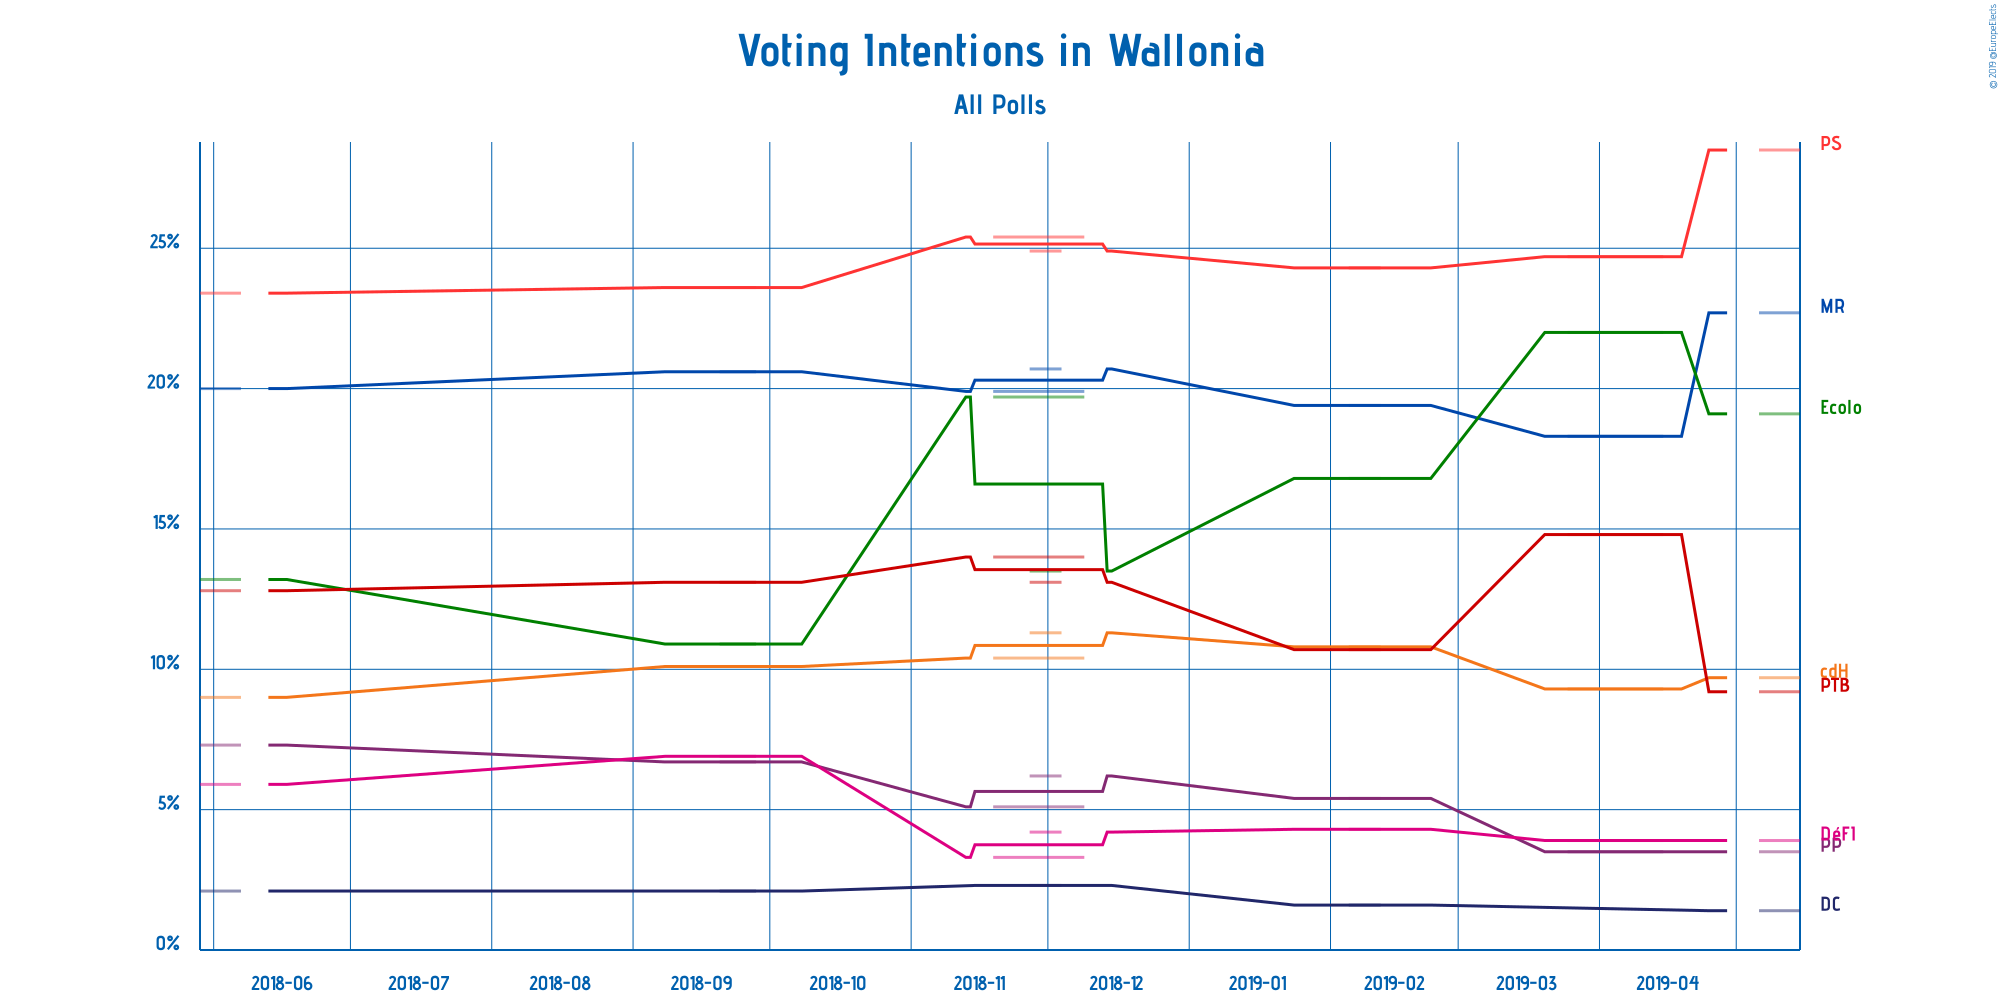 Voting Intentions in Wallonia
All Polls
© 2019 @EuropeElects
25%
20%
15%
10%
5%
0%
PS
MR
Ecolo
cdH
PTB
DéFI
PP
DC
2018-06 2018-07 2018-08 2018-09 2018-10 2018-11 2018-12 2019-01 2019-02 2019-03 2019-04